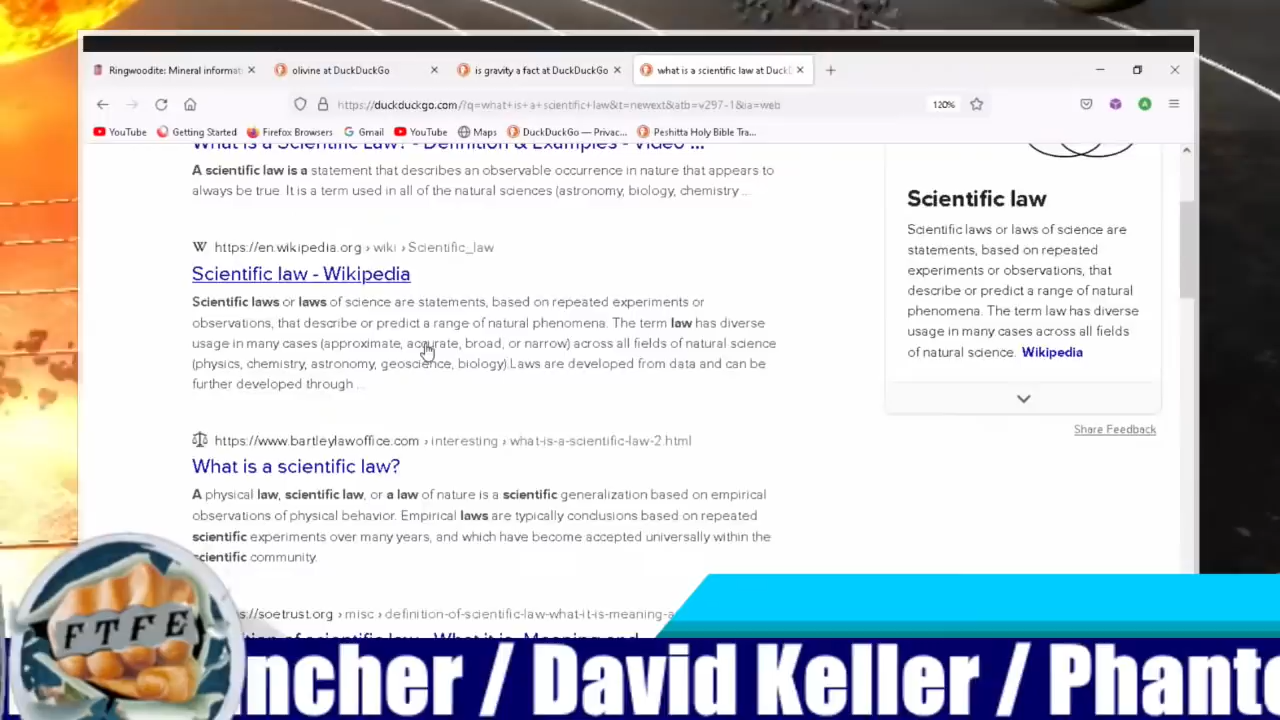 Ringwoodite: Mineral informat
olivine at DuckDuckGo
is gravity a fact at DuckDuckGo
what is a scientific law at Duck
https://duckduckgo.com/?q=what+is+a+scientific+law&t=newext&atb=v297-1&ia=web
120%
YouTube
Getting Started
Firefox Browsers
Gmail
YouTube
Maps
DuckDuckGo — Privac...
Peshitta Holy Bible Tra...
What is a Scientific Law? - Definition & Examples - Video ...
A scientific law is a statement that describes an observable occurrence in nature that appears to
always be true. It is a term used in all of the natural sciences (astronomy, biology, chemistry ...
W https://en.wikipedia.org › wiki › Scientific_law
Scientific law - Wikipedia
Scientific laws or laws of science are statements, based on repeated experiments or
observations, that describe or predict a range of natural phenomena. The term law has diverse
usage in many cases (approximate, accurate, broad, or narrow) across all fields of natural science
(physics, chemistry, astronomy, geoscience, biology).Laws are developed from data and can be
further developed through ...
https://www.bartleylawoffice.com › interesting › what-is-a-scientific-law-2.html
What is a scientific law?
A physical law, scientific law, or a law of nature is a scientific generalization based on empirical
observations of physical behavior. Empirical laws are typically conclusions based on repeated
scientific experiments over many years, and which have become accepted universally within the
scientific community.
s://soetrust.org › misc › definition-of-scientific-law-what-it-is-meaning-a
ition of scientific law - What it is, Meaning and
Scientific law
Scientific laws or laws of science are
statements, based on repeated
experiments or observations, that
describe or predict a range of natural
phenomena. The term law has diverse
usage in many cases across all fields
of natural science. Wikipedia
Share Feedback
FTFE
ncher / David Keller / Phanto